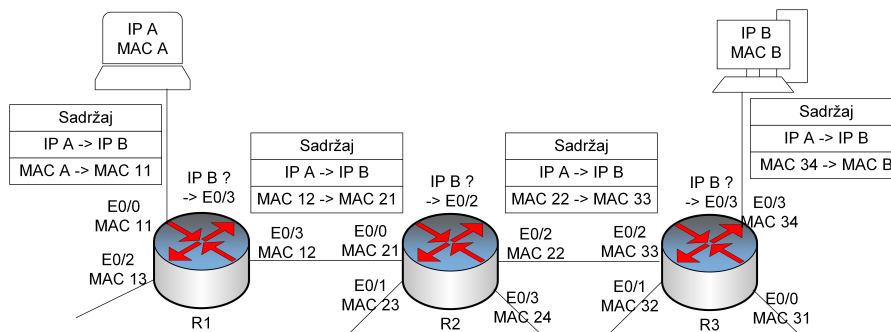 IP A
MAC A
IP B
MAC B
Sadržaj
IP A -> IP B
MAC A -> MAC 11
Sadržaj
IP A -> IP B
MAC 12 -> MAC 21
Sadržaj
IP A -> IP B
MAC 22 -> MAC 33
Sadržaj
IP A -> IP B
MAC 34 -> MAC B
IP B ?
-> E0/3
IP B ?
-> E0/2
IP B ?
-> E0/3
E0/0
MAC 11
E0/2
MAC 13
E0/3
MAC 12
R1
E0/0
MAC 21
E0/1
MAC 23
E0/2
MAC 22
E0/3
MAC 24
R2
E0/2
MAC 33
E0/1
MAC 32
E0/3
MAC 34
E0/0
MAC 31
R3